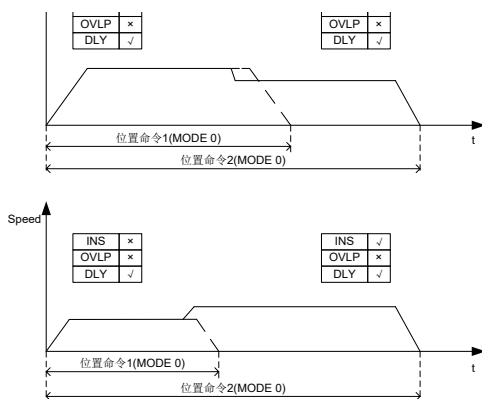 OVLP ×
DLY √
OVLP ×
DLY √
t
位置命令1(MODE 0)
位置命令2(MODE 0)
Speed
INS ×
OVLP ×
DLY √
INS √
OVLP ×
DLY √
t
位置命令1(MODE 0)
位置命令2(MODE 0)